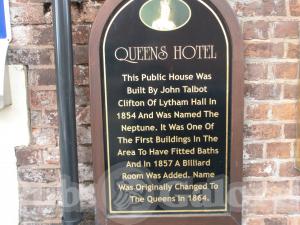 QUEENS HOTEL
This Public House Was
Built By John Talbot
Clifton Of Lytham Hall In
1854 And Was Named The
Neptune. It Was One Of
The First Buildings In The
Area To Have Fitted Baths
And In 1857 A Billiard
Room Was Added. Name
Was Originally Changed To
The Queens In 1864.